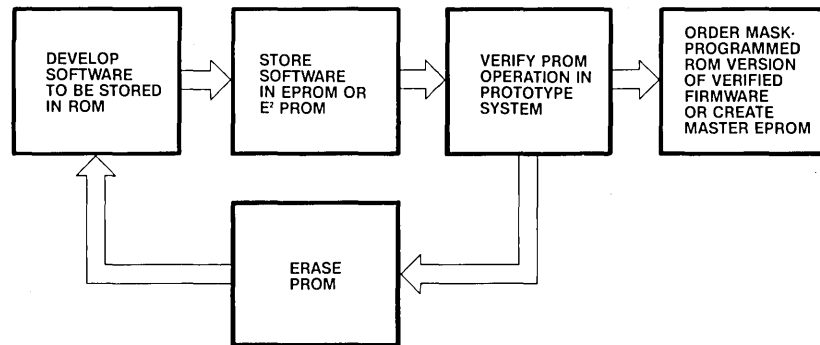 DEVELOP
SOFTWARE
TO BE STORED
IN ROM
STORE
SOFTWARE
IN EPROM OR
E² PROM
VERIFY PROM
OPERATION IN
PROTOTYPE
SYSTEM
ORDER MASK-
PROGRAMMED
ROM VERSION
OF VERIFIED
FIRMWARE
OR CREATE
MASTER EPROM
ERASE
PROM